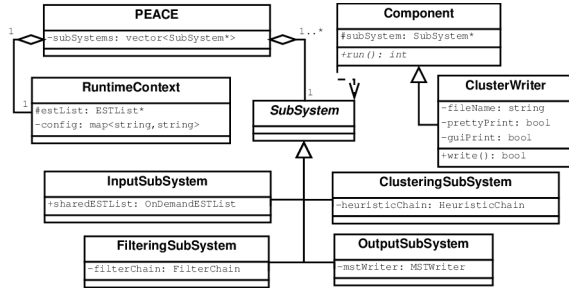 PEACE
-subSystems: vector<SubSystem*>
Component
#subSystem: SubSystem*
+run(): int
1
1..*
1
1
RuntimeContext
#estList: ESTList*
-config: map<string,string>
SubSystem
ClusterWriter
-fileName: string
-prettyPrint: bool
-guiPrint: bool
+write(): bool
InputSubSystem
+sharedESTList: OnDemandESTList
ClusteringSubSystem
-heuristicChain: HeuristicChain
FilteringSubSystem
-filterChain: FilterChain
OutputSubSystem
-mstWriter: MSTWriter